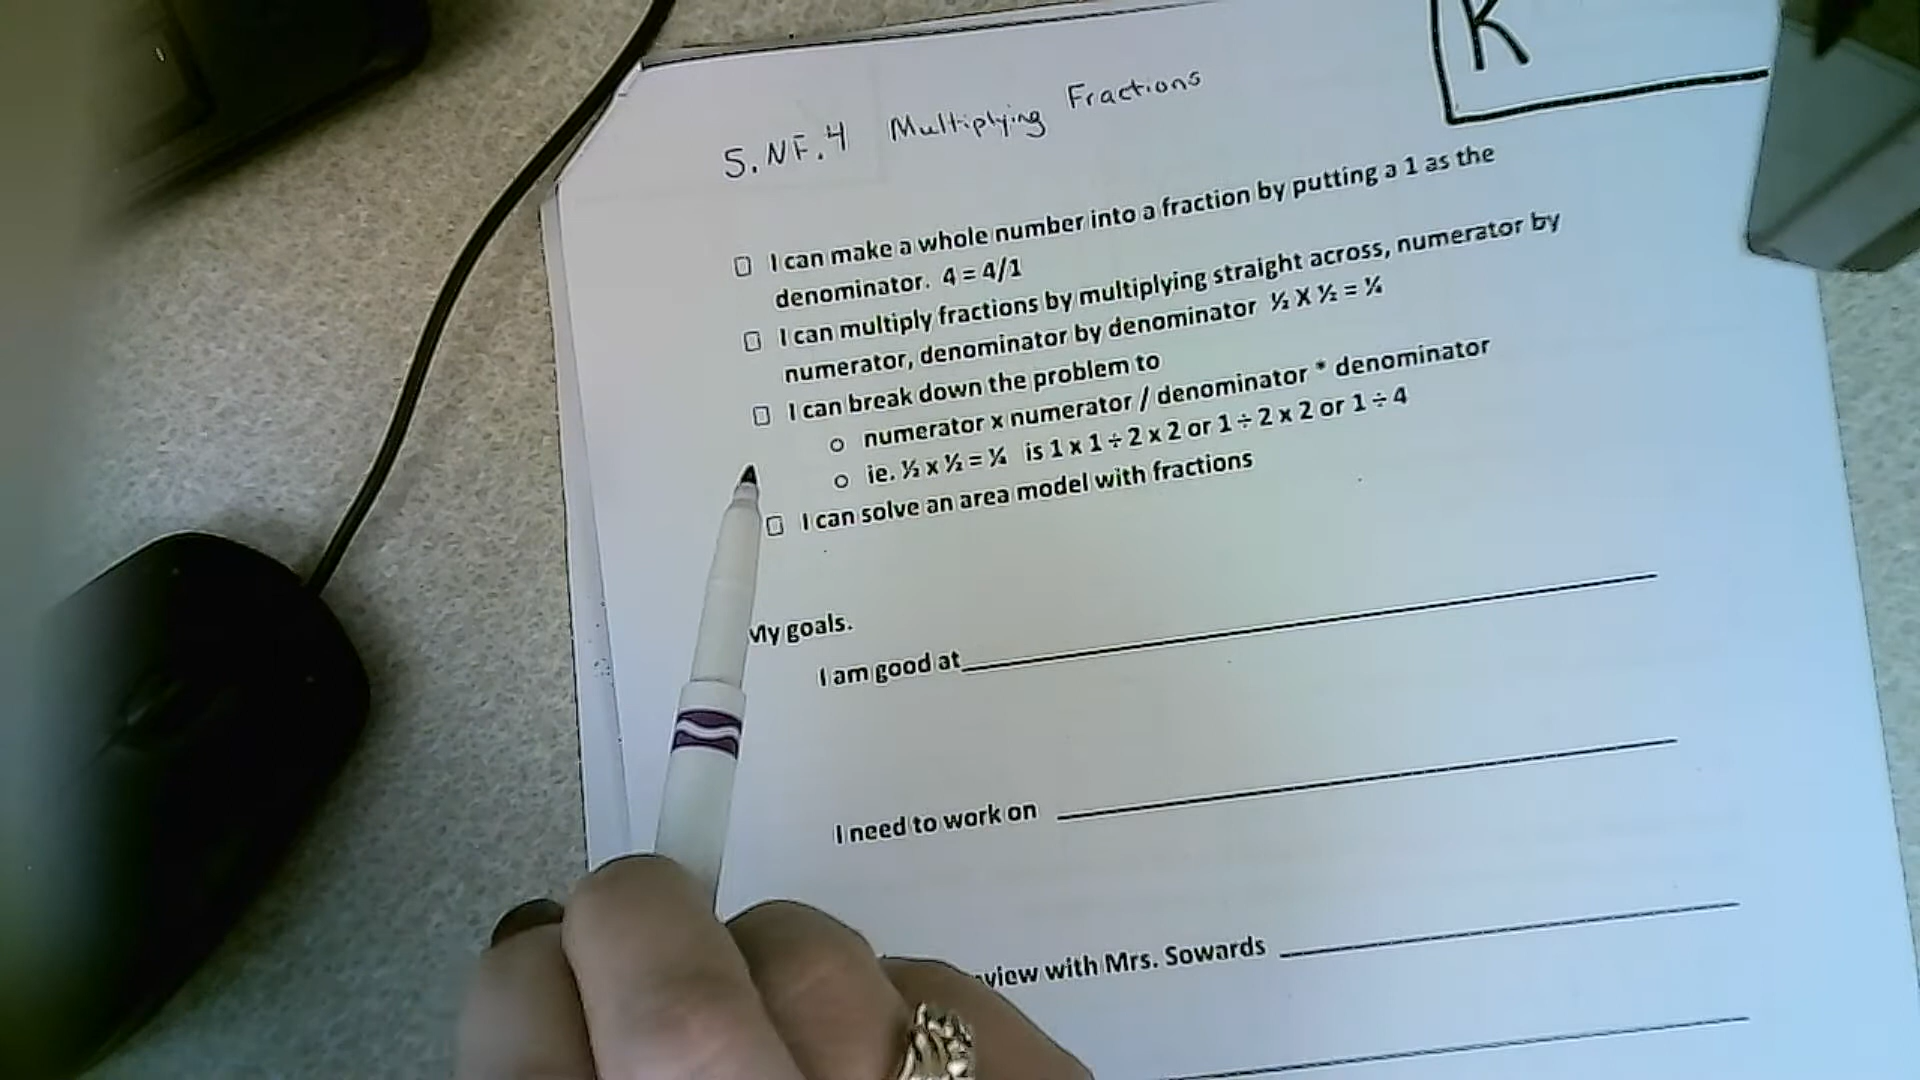 K
5.NF.4 Multiplying Fractions
I can make a whole number into a fraction by putting a 1 as the
denominator. 4 = 4/1
I can multiply fractions by multiplying straight across, numerator by
numerator, denominator by denominator ½ X ½ = ¼
I can break down the problem to
numerator x numerator / denominator * denominator
ie. ½ x ½ = ¼ is 1 x 1 ÷ 2 x 2 or 1 ÷ 2 x 2 or 1 ÷ 4
I can solve an area model with fractions
My goals.
I am good at
I need to work on
with Mrs. Sowards